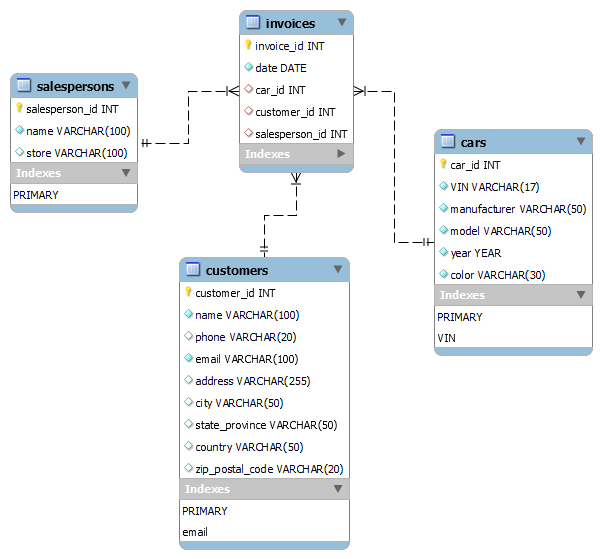 invoices
invoice_id INT
date DATE
car_id INT
customer_id INT
salesperson_id INT
Indexes
salespersons
salesperson_id INT
name VARCHAR(100)
store VARCHAR(100)
Indexes
PRIMARY
cars
car_id INT
VIN VARCHAR(17)
manufacturer VARCHAR(50)
model VARCHAR(50)
year YEAR
color VARCHAR(30)
Indexes
PRIMARY
VIN
customers
customer_id INT
name VARCHAR(100)
phone VARCHAR(20)
email VARCHAR(100)
address VARCHAR(255)
city VARCHAR(50)
state_province VARCHAR(50)
country VARCHAR(50)
zip_postal_code VARCHAR(20)
Indexes
PRIMARY
email